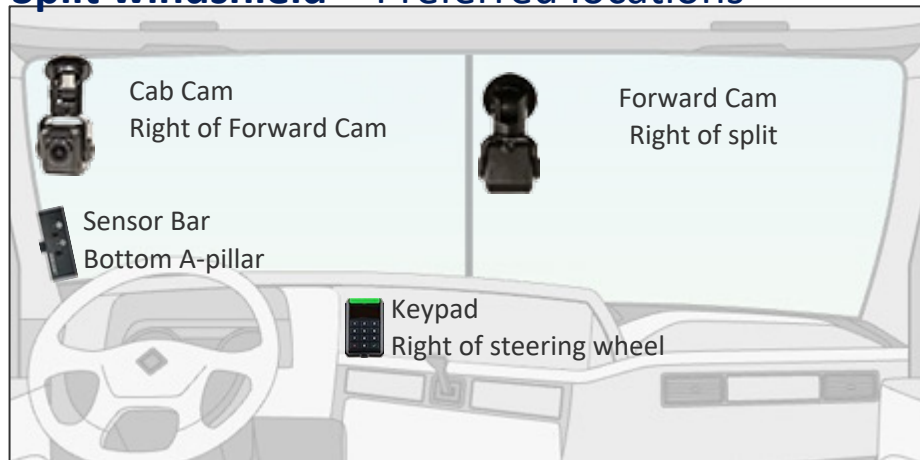 Split windshield – Preferred locations
Cab Cam
Right of Forward Cam
Forward Cam
Right of split
Sensor Bar
Bottom A-pillar
Keypad
Right of steering wheel